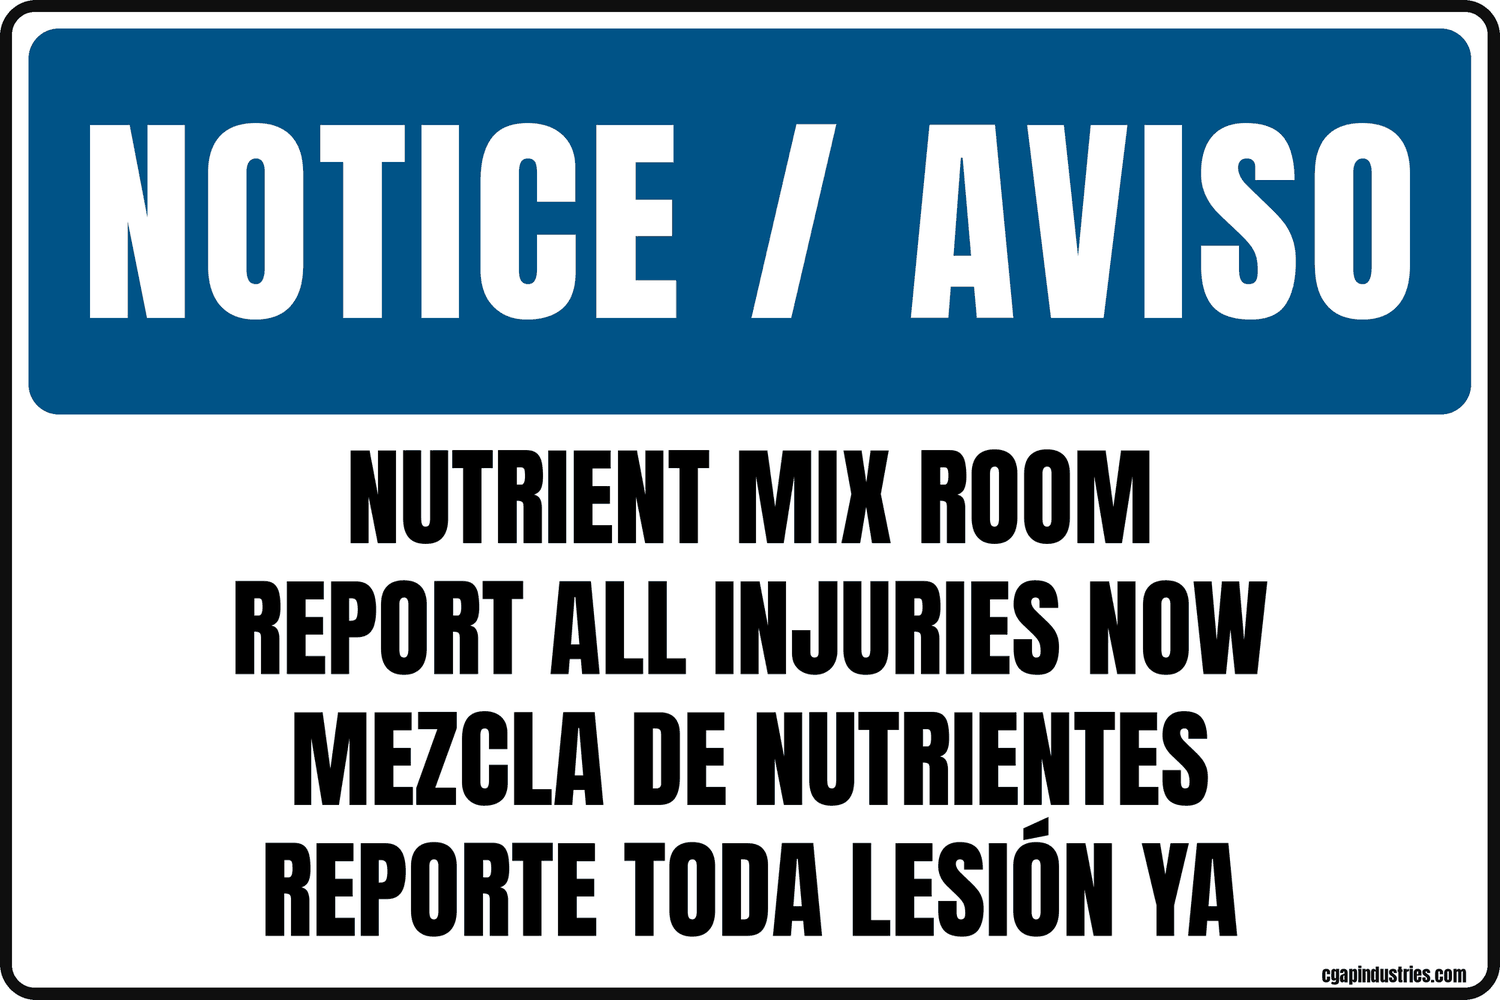 NOTICE / AVISO
NUTRIENT MIX ROOM
REPORT ALL INJURIES NOW
MEZCLA DE NUTRIENTES
REPORTE TODA LESIÓN YA
cgapindustries.com